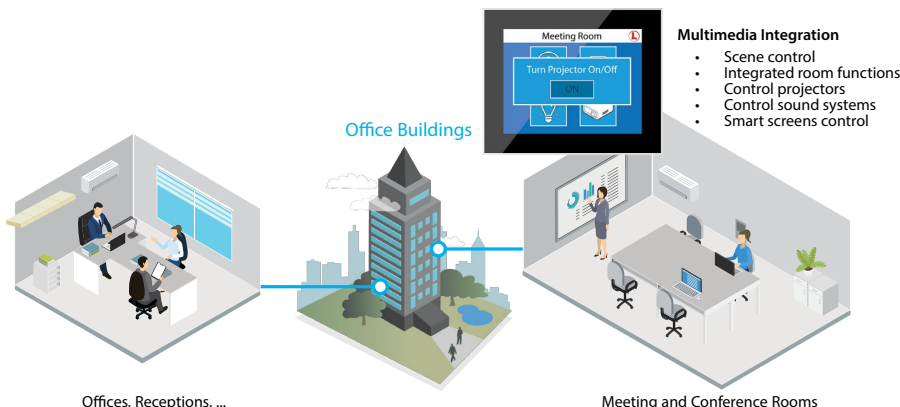 Meeting Room
Turn Projector On/Off
ON
Multimedia Integration
• Scene control
• Integrated room functions
• Control projectors
• Control sound systems
• Smart screens control
Office Buildings
Offices, Receptions, ...
Meeting and Conference Rooms